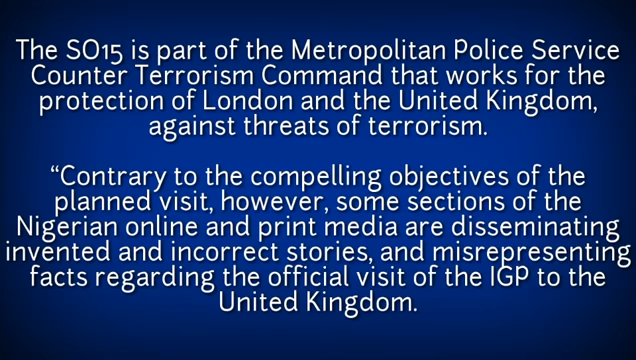 The SO15 is part of the Metropolitan Police Service
Counter Terrorism Command that works for the
protection of London and the United Kingdom,
against threats of terrorism.
“Contrary to the compelling objectives of the
planned visit, however, some sections of the
Nigerian online and print media are disseminating
invented and incorrect stories, and misrepresenting
facts regarding the official visit of the IGP to the
United Kingdom.